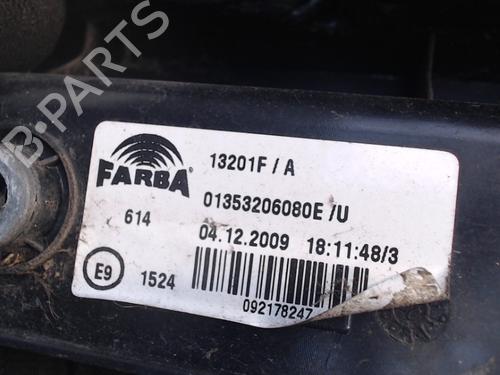 FARBA
13201F / A
01353206080E /U
614
04.12.2009 18:11:48/3
E9
1524
092178247
B-PARTS